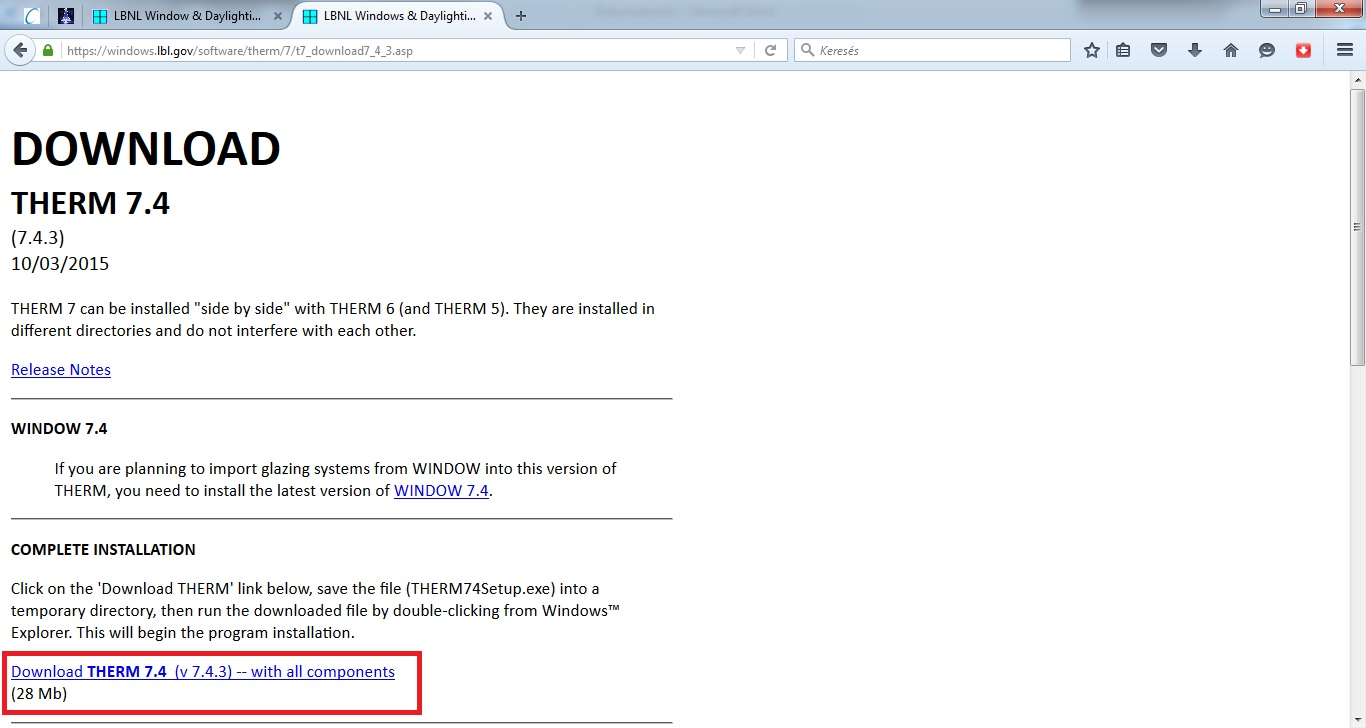 LBNL Window & Daylighti...
LBNL Windows & Daylighti...
https://windows.lbl.gov/software/therm/7/t7_download7_4_3.asp
Keresés
DOWNLOAD
THERM 7.4
(7.4.3)
10/03/2015
THERM 7 can be installed "side by side" with THERM 6 (and THERM 5). They are installed in
different directories and do not interfere with each other.
Release Notes
WINDOW 7.4
If you are planning to import glazing systems from WINDOW into this version of
THERM, you need to install the latest version of WINDOW 7.4.
COMPLETE INSTALLATION
Click on the 'Download THERM' link below, save the file (THERM74Setup.exe) into a
temporary directory, then run the downloaded file by double-clicking from Windows™
Explorer. This will begin the program installation.
Download THERM 7.4 (v 7.4.3) -- with all components
(28 Mb)